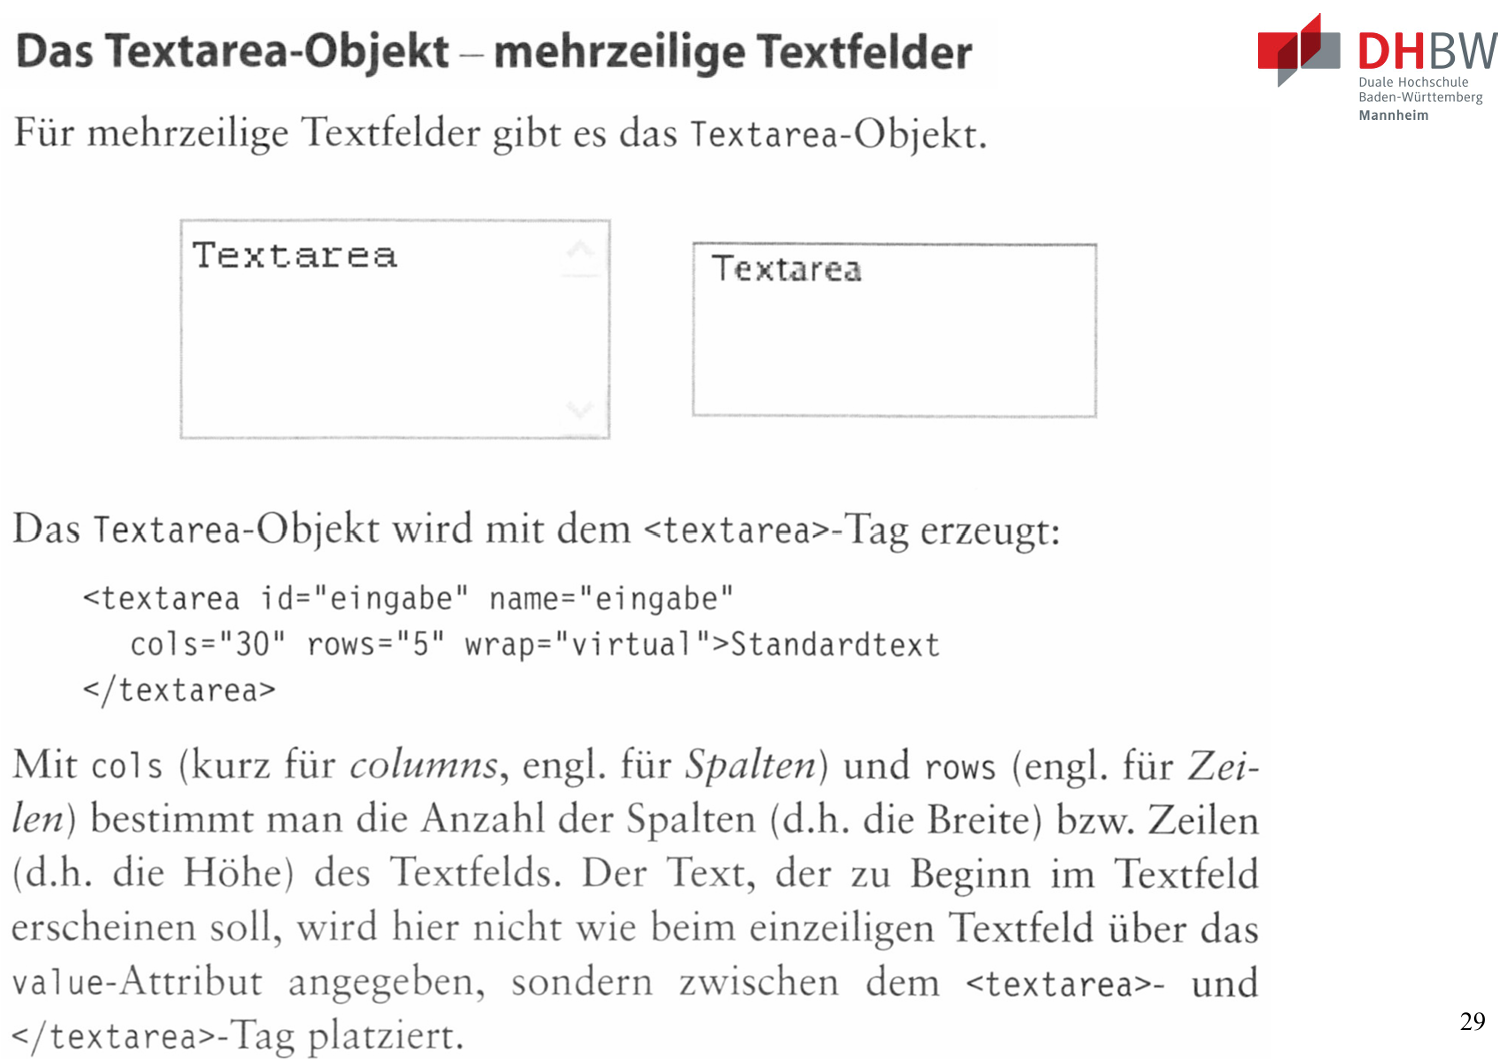 Das Textarea-Objekt – mehrzeilige Textfelder
DHBW
Duale Hochschule
Baden-Württemberg
Mannheim
Für mehrzeilige Textfelder gibt es das Textarea-Objekt.
Textarea
Textarea
Das Textarea-Objekt wird mit dem <textarea>-Tag erzeugt:
<textarea id="eingabe" name="eingabe"
cols="30" rows="5" wrap="virtual">Standardtext
</textarea>
Mit cols (kurz für columns, engl. für Spalten) und rows (engl. für Zei-
len) bestimmt man die Anzahl der Spalten (d.h. die Breite) bzw. Zeilen
(d.h. die Höhe) des Textfelds. Der Text, der zu Beginn im Textfeld
erscheinen soll, wird hier nicht wie beim einzeiligen Textfeld über das
value-Attribut angegeben, sondern zwischen dem <textarea>- und
</textarea>-Tag platziert.
29